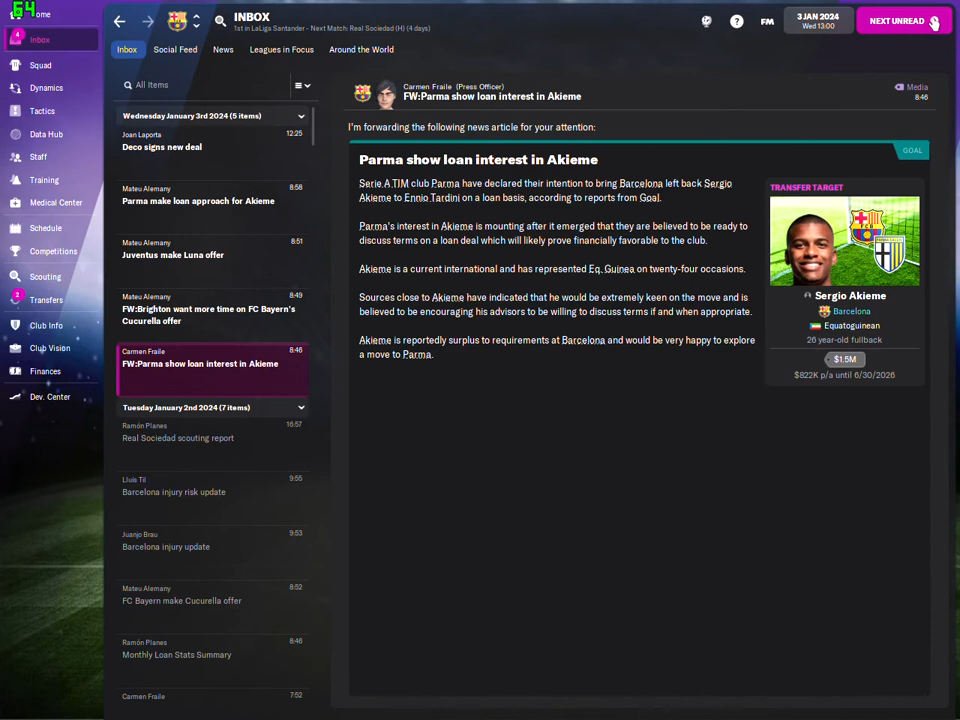 64
ome
INBOX
1st in LaLiga Santander - Next Match: Real Sociedad (H) (4 days)
?
FM
3 JAN 2024
Wed 13:00
NEXT UNREAD
4
Inbox
Squad
Dynamics
Tactics
Data Hub
Staff
Training
Medical Center
Schedule
Competitions
Scouting
2
Transfers
Club Info
Club Vision
Finances
Dev. Center
Inbox
Social Feed
News
Leagues in Focus
Around the World
All Items
Wednesday January 3rd 2024 (5 items)
Joan Laporta
12:25
Deco signs new deal
Mateu Alemany
8:58
Parma make loan approach for Akieme
Mateu Alemany
8:51
Juventus make Luna offer
Mateu Alemany
8:49
FW:Brighton want more time on FC Bayern's
Cucurella offer
Carmen Fraile
8:46
FW:Parma show loan interest in Akieme
Tuesday January 2nd 2024 (7 items)
Ramón Planes
16:57
Real Sociedad scouting report
Lluís Til
9:55
Barcelona injury risk update
Juanjo Brau
9:53
Barcelona injury update
Mateu Alemany
8:52
FC Bayern make Cucurella offer
Ramón Planes
8:46
Monthly Loan Stats Summary
Carmen Fraile
7:52
Carmen Fraile (Press Officer)
FW:Parma show loan interest in Akieme
Media
8:46
I'm forwarding the following news article for your attention:
GOAL
Parma show loan interest in Akieme
Serie A TIM club Parma have declared their intention to bring Barcelona left back Sergio
Akieme to Ennio Tardini on a loan basis, according to reports from Goal.
Parma's interest in Akieme is mounting after it emerged that they are believed to be ready to
discuss terms on a loan deal which will likely prove financially favorable to the club.
Akieme is a current international and has represented Eq. Guinea on twenty-four occasions.
Sources close to Akieme have indicated that he would be extremely keen on the move and is
believed to be encouraging his advisors to be willing to discuss terms if and when appropriate.
Akieme is reportedly surplus to requirements at Barcelona and would be very happy to explore
a move to Parma.
TRANSFER TARGET
Sergio Akieme
Barcelona
Equatoguinean
26 year-old fullback
$1.5M
$822K p/a until 6/30/2026